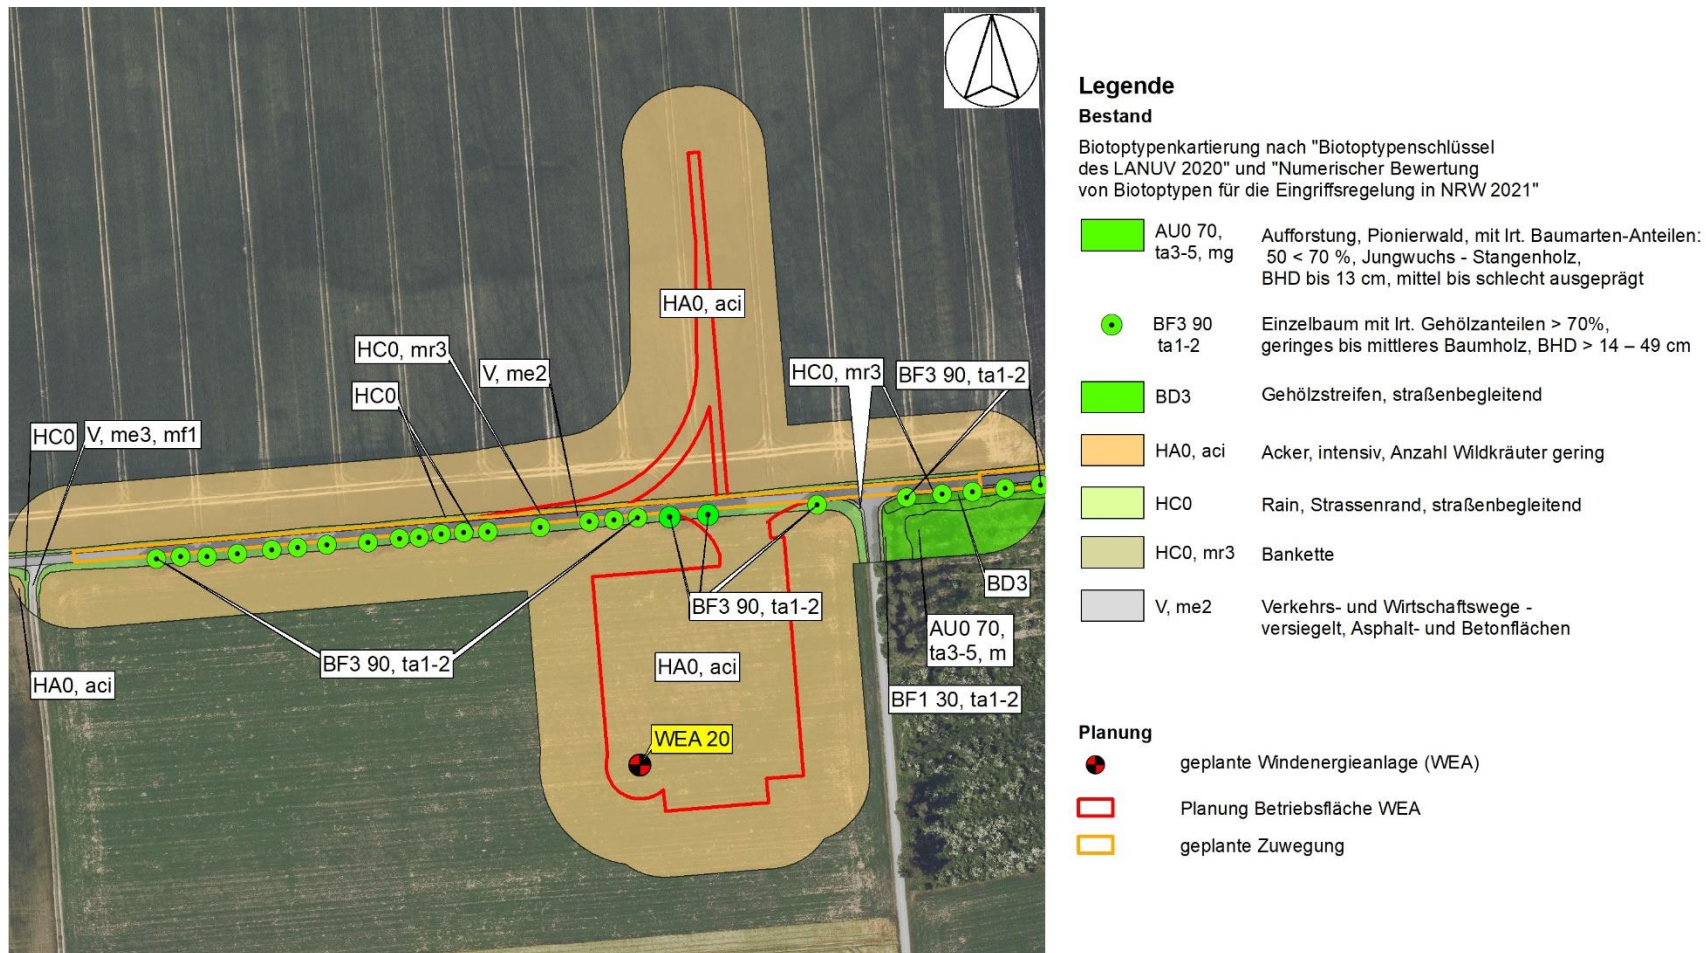 HA0, aci
HC0, mr3
V, me2
HC0, mr3
BF3 90, ta1-2
HC0
HC0
V, me3, mf1
BD3
BF3 90, ta1-2
AU0 70,
ta3-5, m
BF3 90, ta1-2
HA0, aci
HA0, aci
BF1 30, ta1-2
WEA 20
Legende
Bestand
Biotoptypenkartierung nach "Biotoptypenschlüssel
des LANUV 2020" und "Numerischer Bewertung
von Biotoptypen für die Eingriffsregelung in NRW 2021"
AU0 70,
ta3-5, mg
Aufforstung, Pionierwald, mit lrt. Baumarten-Anteilen:
50 < 70 %, Jungwuchs - Stangenholz,
BHD bis 13 cm, mittel bis schlecht ausgeprägt
BF3 90
ta1-2
Einzelbaum mit lrt. Gehölzanteilen > 70%,
geringes bis mittleres Baumholz, BHD > 14 – 49 cm
BD3
Gehölzstreifen, straßenbegleitend
HA0, aci
Acker, intensiv, Anzahl Wildkräuter gering
HC0
Rain, Strassenrand, straßenbegleitend
HC0, mr3
Bankette
V, me2
Verkehrs- und Wirtschaftswege -
versiegelt, Asphalt- und Betonflächen
Planung
geplante Windenergieanlage (WEA)
Planung Betriebsfläche WEA
geplante Zuwegung